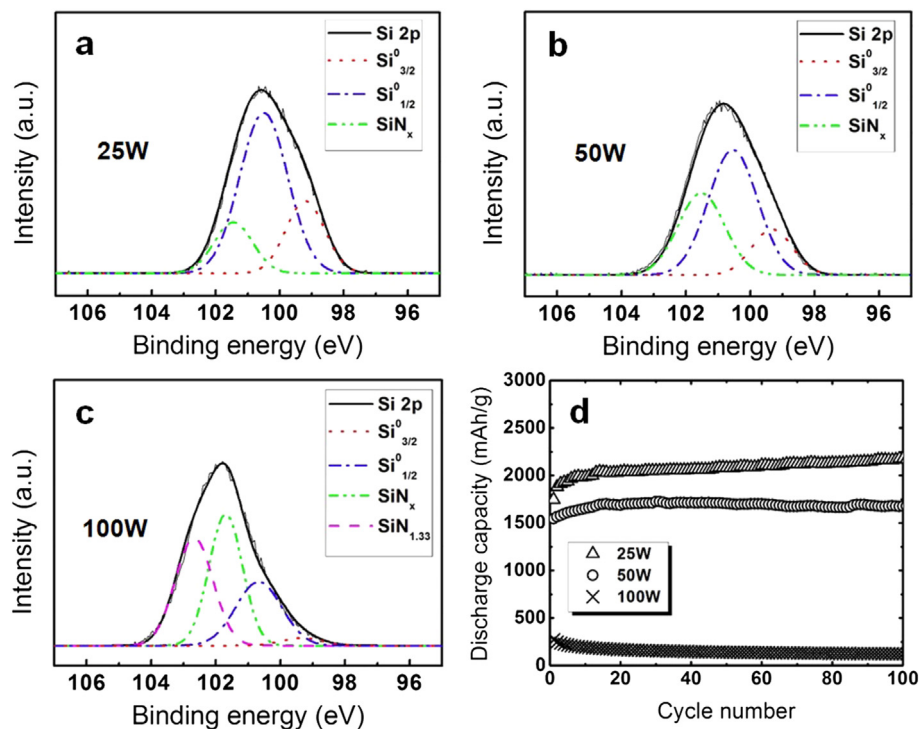 a
Si 2p
Si⁰₃/₂
Si⁰₁/₂
SiNₓ
25W
Intensity (a.u.)
106 104 102 100 98 96
Binding energy (eV)
b
Si 2p
Si⁰₃/₂
Si⁰₁/₂
SiNₓ
50W
Intensity (a.u.)
106 104 102 100 98 96
Binding energy (eV)
c
Si 2p
Si⁰₃/₂
Si⁰₁/₂
SiNₓ
SiN₁.₃₃
100W
Intensity (a.u.)
106 104 102 100 98 96
Binding energy (eV)
d
Discharge capacity (mAh/g)
3000
2500
2000
1500
1000
500
0
25W
50W
100W
0 20 40 60 80 100
Cycle number